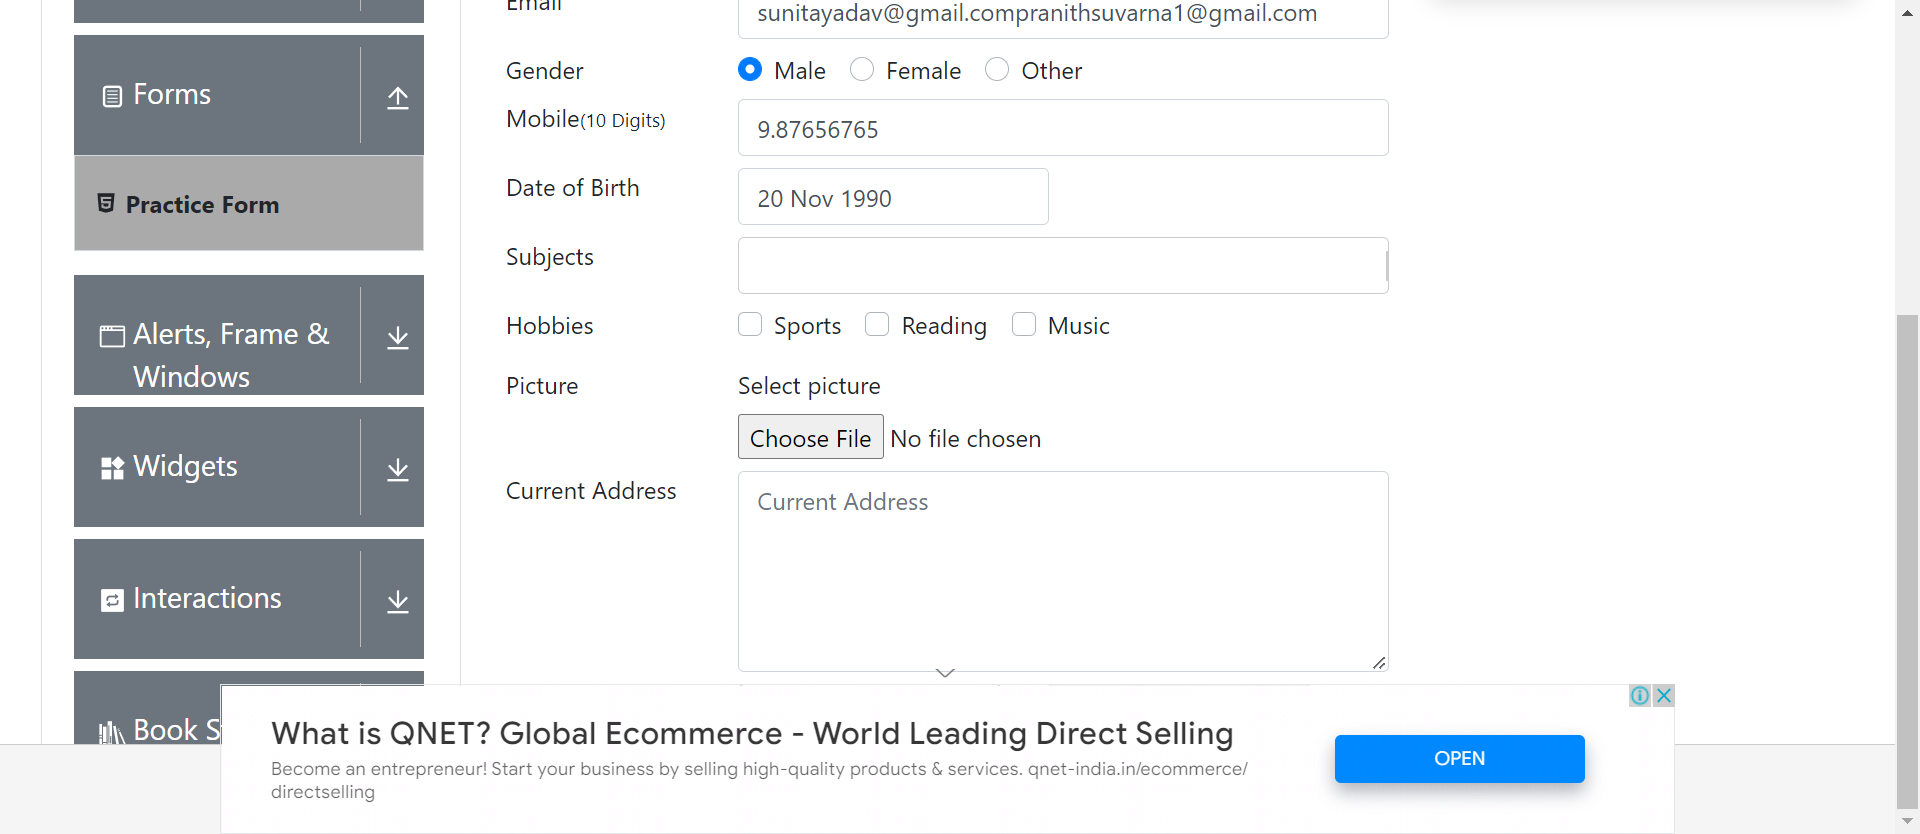 Forms
Practice Form
Alerts, Frame &
Windows
Widgets
Interactions
Book S
Email
sunitayadav@gmail.compranithsuvarna1@gmail.com
Gender
Male Female Other
Mobile(10 Digits)
9.87656765
Date of Birth
20 Nov 1990
Subjects
Hobbies
Sports Reading Music
Picture
Select picture
Choose File No file chosen
Current Address
Current Address
What is QNET? Global Ecommerce - World Leading Direct Selling
Become an entrepreneur! Start your business by selling high-quality products & services. qnet-india.in/ecommerce/
directselling
OPEN